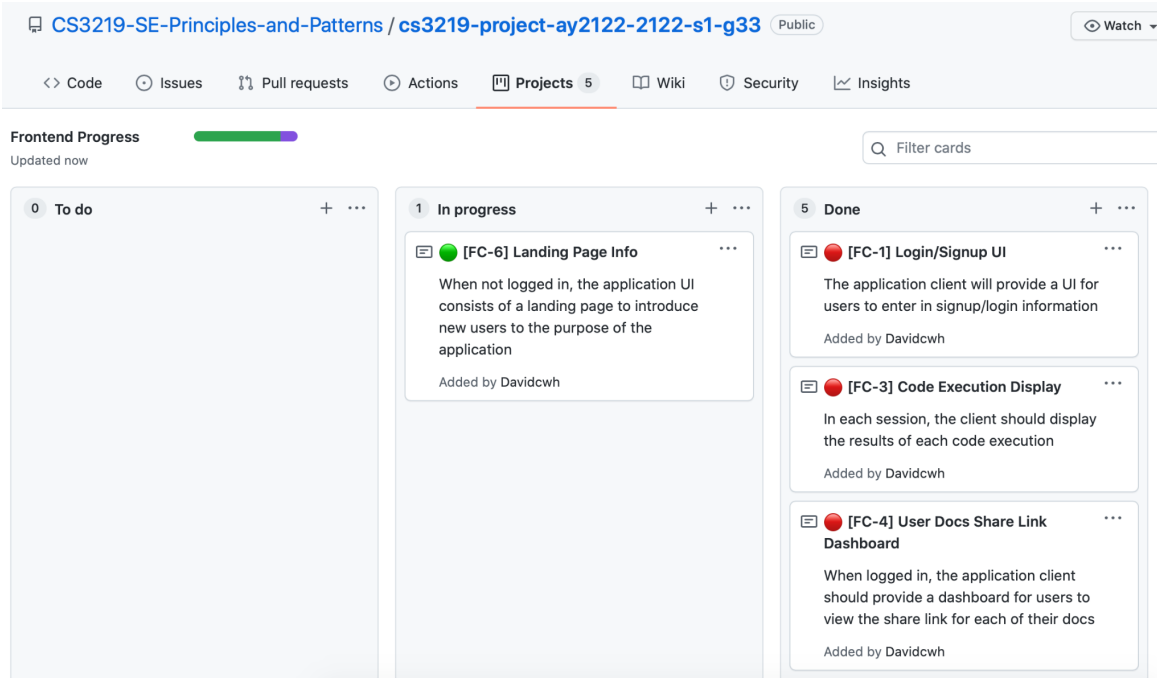 CS3219-SE-Principles-and-Patterns / cs3219-project-ay2122-2122-s1-g33 Public
Watch
Code Issues Pull requests Actions Projects 5 Wiki Security Insights
Frontend Progress
Updated now
Filter cards
0 To do + ...
1 In progress + ...
[FC-6] Landing Page Info ...
When not logged in, the application UI
consists of a landing page to introduce
new users to the purpose of the
application
Added by Davidcwh
5 Done + ...
[FC-1] Login/Signup UI ...
The application client will provide a UI for
users to enter in signup/login information
Added by Davidcwh
[FC-3] Code Execution Display ...
In each session, the client should display
the results of each code execution
Added by Davidcwh
[FC-4] User Docs Share Link ...
Dashboard
When logged in, the application client
should provide a dashboard for users to
view the share link for each of their docs
Added by Davidcwh